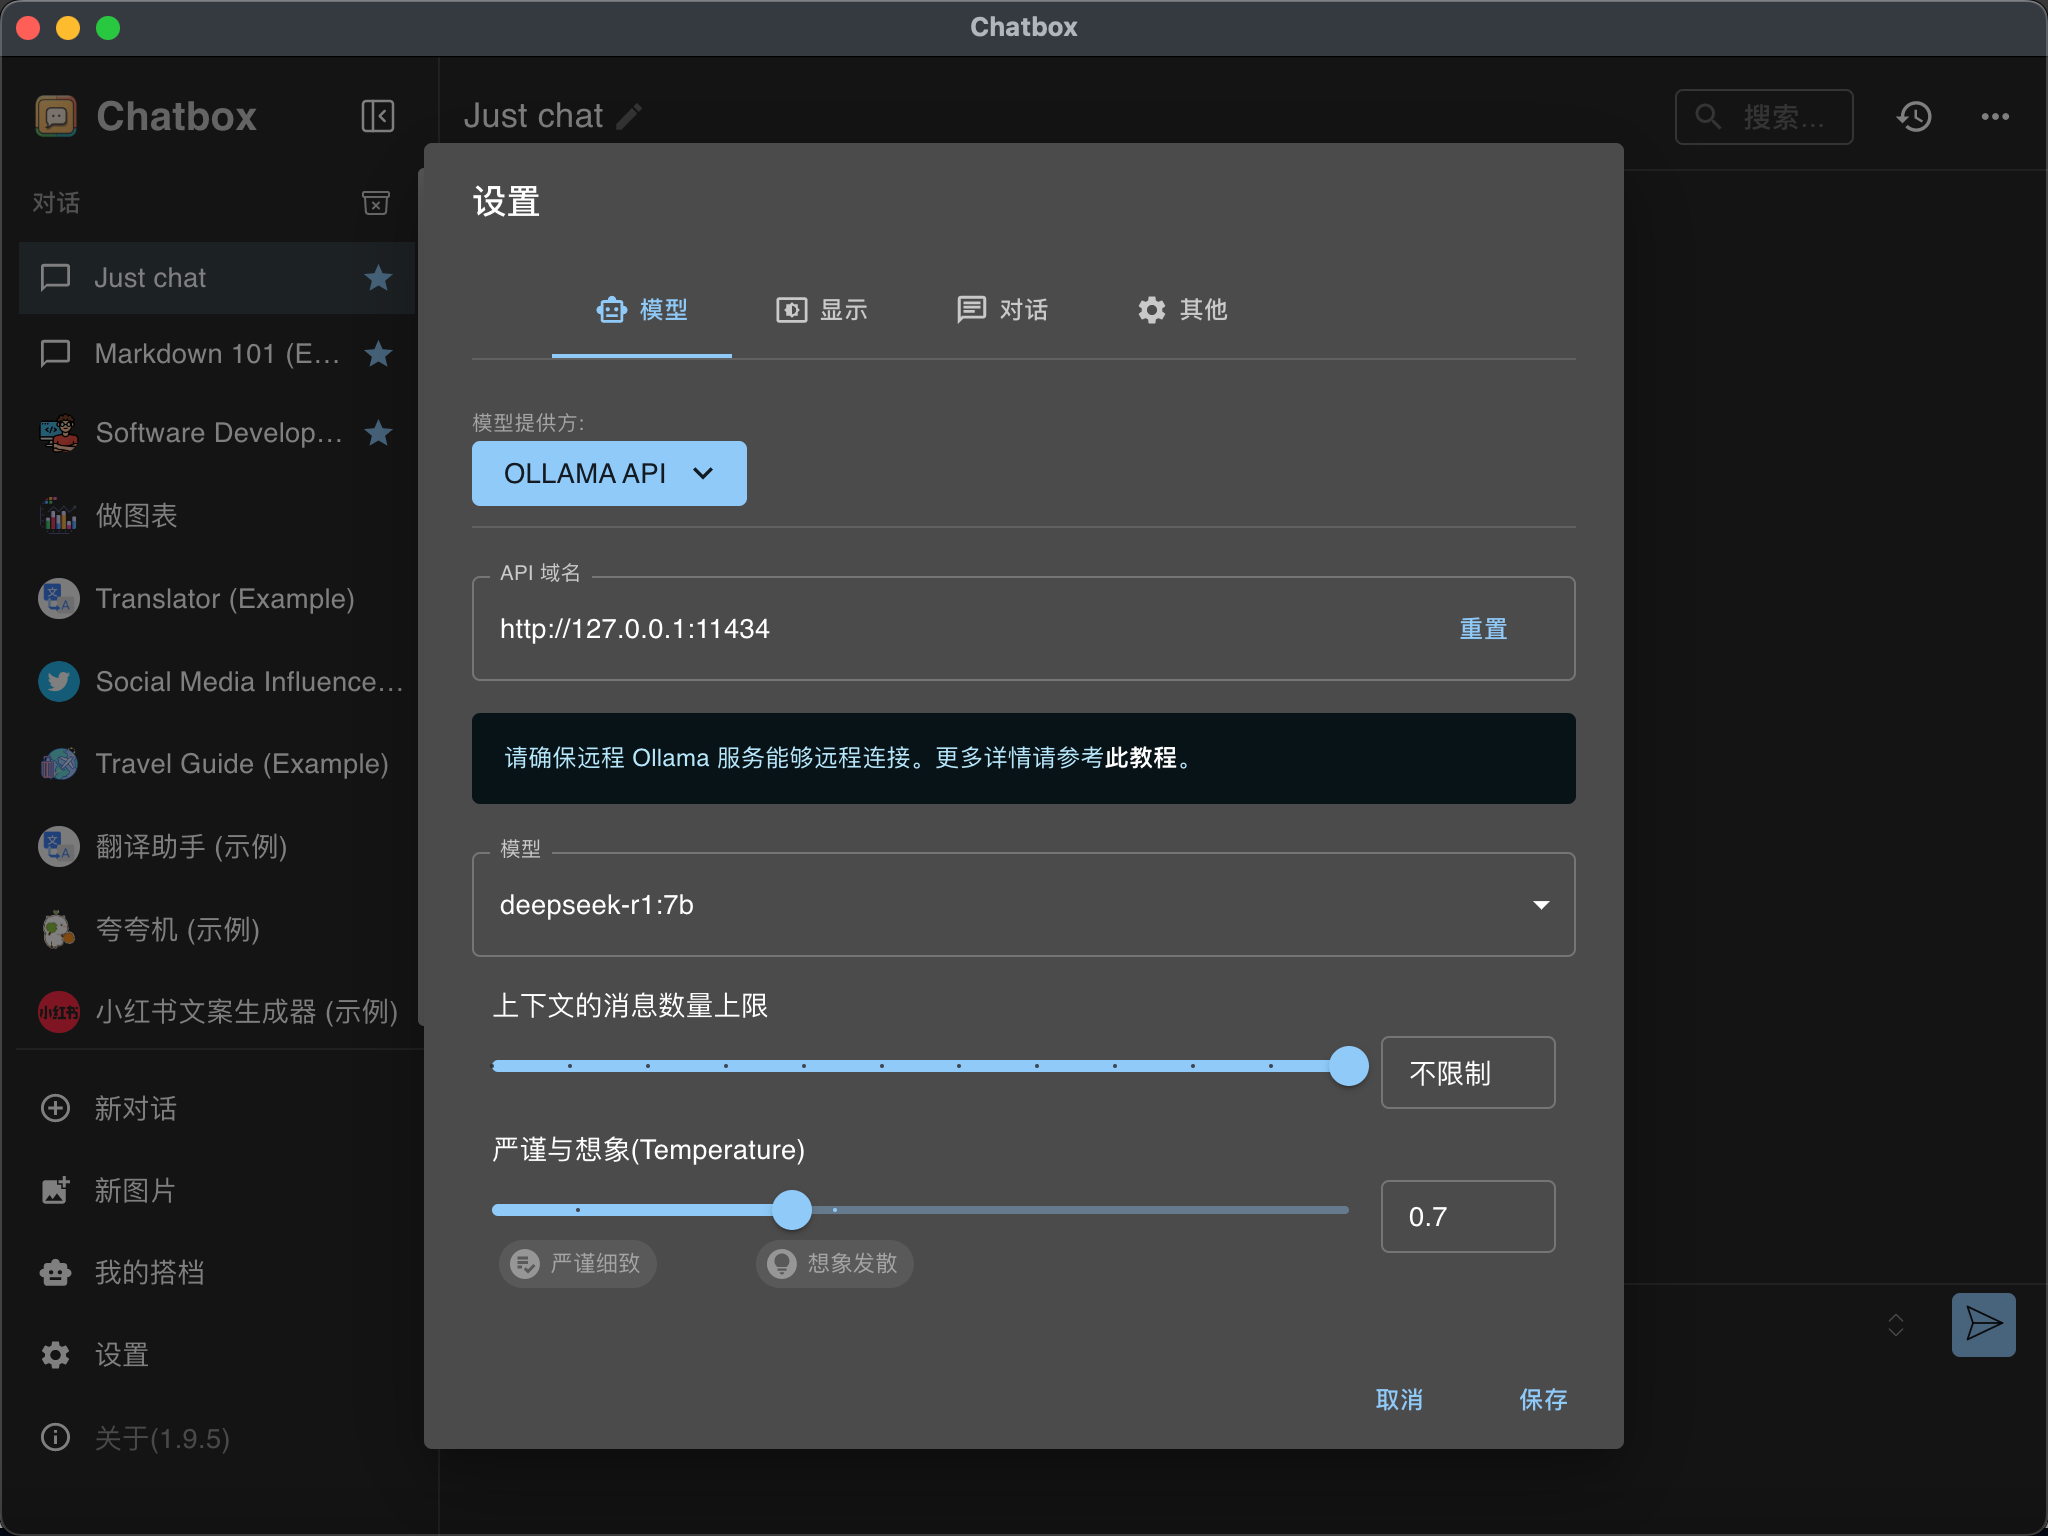 Chatbox
Chatbox
Just chat
搜索...
对话
Just chat
Markdown 101 (E...
Software Develop...
做图表
Translator (Example)
Social Media Influence...
Travel Guide (Example)
翻译助手 (示例)
夸夸机 (示例)
小红书
小红书文案生成器 (示例)
新对话
新图片
我的搭档
设置
关于(1.9.5)
设置
模型
显示
对话
其他
模型提供方:
OLLAMA API
API 域名
http://127.0.0.1:11434
重置
请确保远程 Ollama 服务能够远程连接。更多详情请参考此教程。
模型
deepseek-r1:7b
上下文的消息数量上限
不限制
严谨与想象(Temperature)
0.7
严谨细致
想象发散
取消
保存